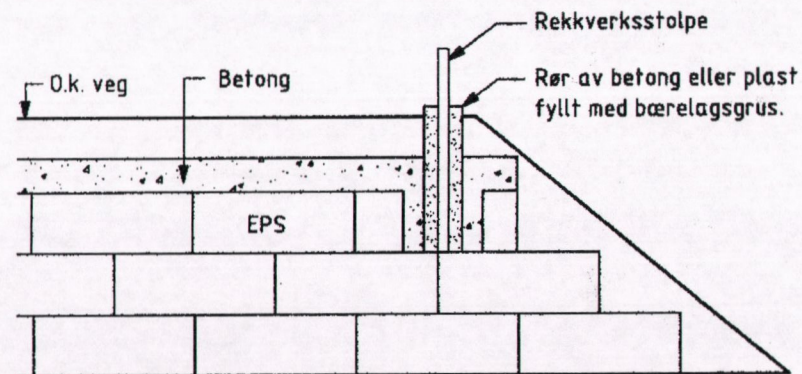 Rekkverksstolpe
O.k. veg
Betong
Rør av betong eller plast
fyllt med bærelagsgrus.
EPS